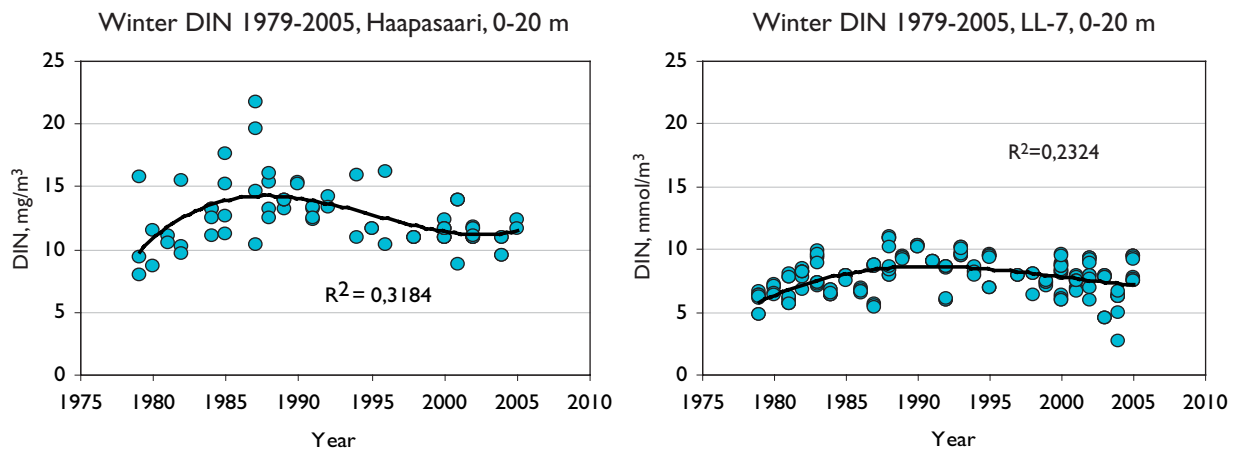 Winter DIN 1979-2005, Haapasaari, 0-20 m
25
20
15
10
5
0
DIN, mg/m³
R² = 0,3184
1975 1980 1985 1990 1995 2000 2005 2010
Year
Winter DIN 1979-2005, LL-7, 0-20 m
25
20
15
10
5
0
DIN, mmol/m³
R²=0,2324
1975 1980 1985 1990 1995 2000 2005 2010
Year